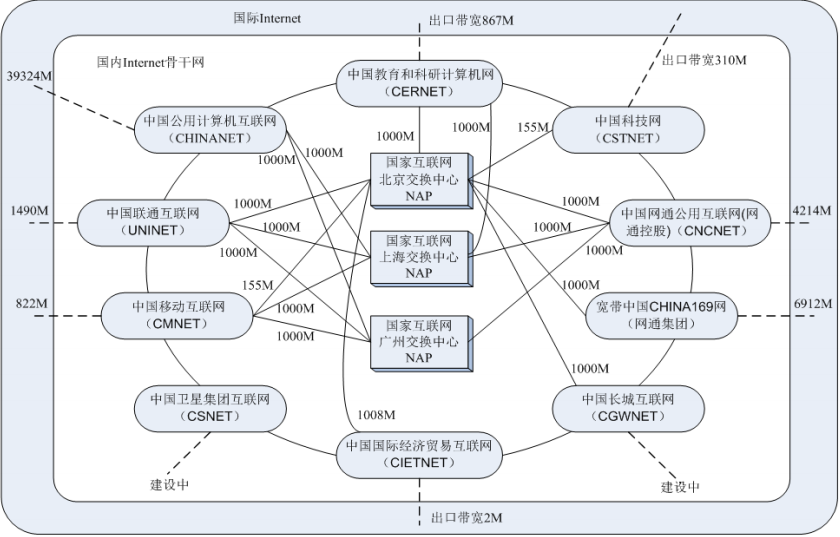 国际Internet
出口带宽867M
国内Internet骨干网
出口带宽310M
39324M
中国教育和科研计算机网
（CERNET）
中国公用计算机互联网
（CHINANET）
1000M
1000M
155M
中国科技网
（CSTNET）
1000M
1000M
国家互联网
北京交换中心
NAP
1490M
中国联通互联网
（UNINET）
1000M
1000M
1000M
1000M
1000M
中国网通公用互联网(网
通控股)（CNCNET）
4214M
国家互联网
上海交换中心
NAP
822M
中国移动互联网
（CMNET）
155M
1000M
1000M
1000M
宽带中国CHINA169网
（网通集团）
6912M
国家互联网
广州交换中心
NAP
1000M
中国卫星集团互联网
（CSNET）
1008M
中国长城互联网
（CGWNET）
中国国际经济贸易互联网
（CIETNET）
建设中
建设中
出口带宽2M